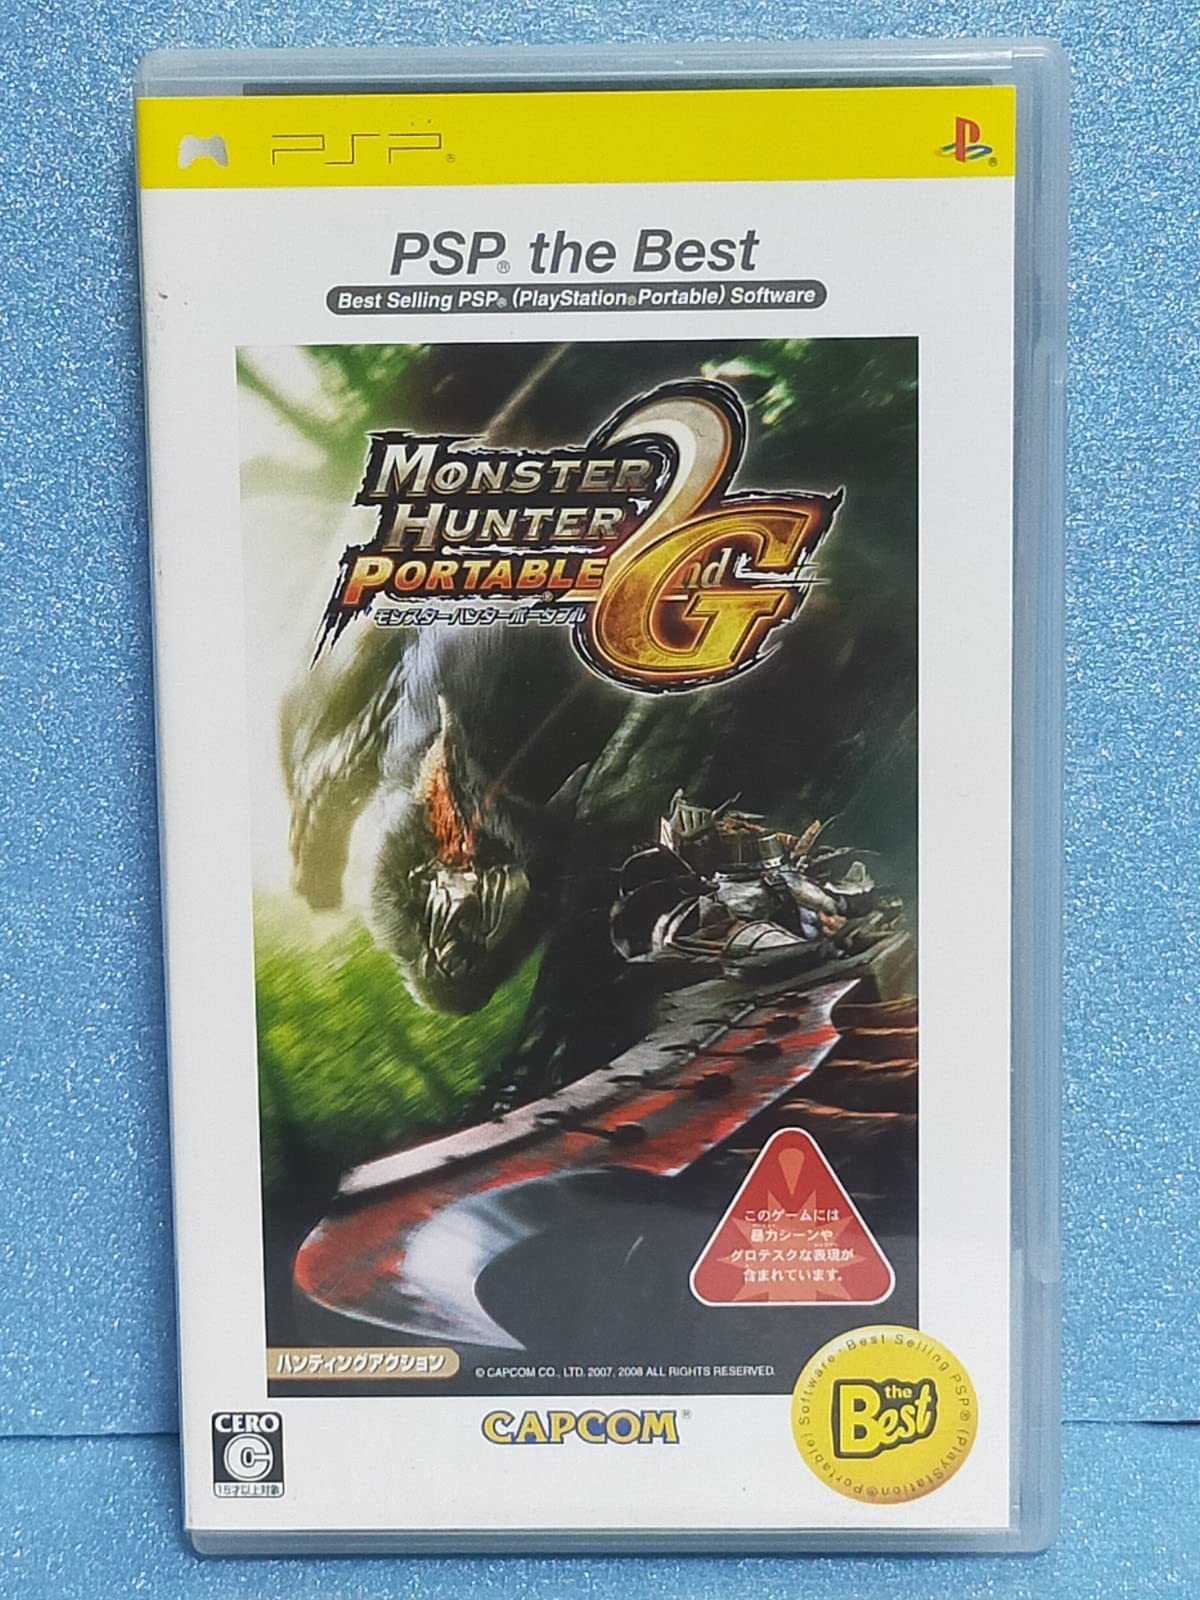 PSP®
®
PSP® the Best
Best Selling PSP® (PlayStation®Portable) Software
MONSTER
HUNTER
PORTABLE® 2nd G
モンスターハンターポータブル
このゲームには
暴力シーンや
グロテスクな表現が
含まれています。
ハンティングアクション
© CAPCOM CO., LTD. 2007, 2008 ALL RIGHTS RESERVED.
CERO
C
15才以上対象
CAPCOM®
Best Selling PSP® (PlayStation®Portable) Software
the
Best